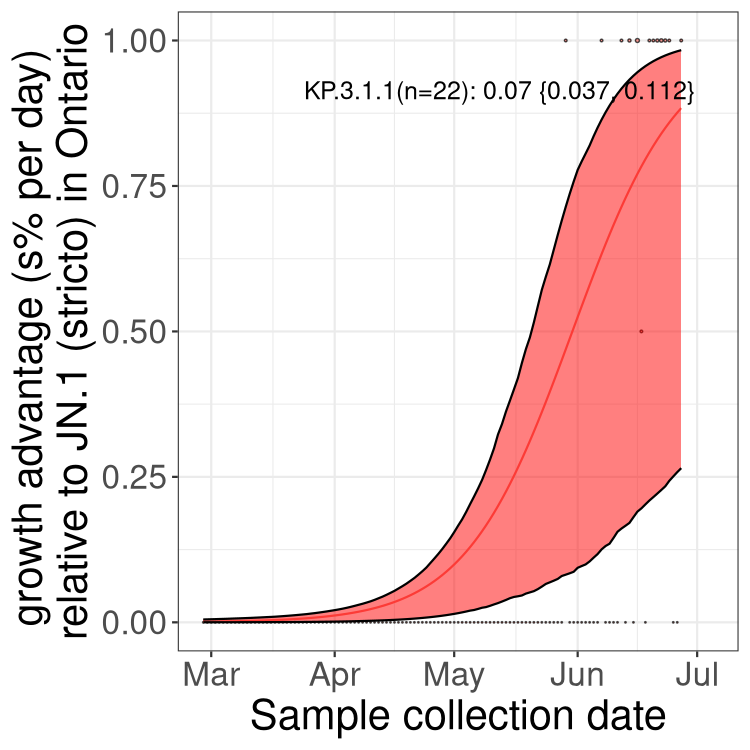 growth advantage (s% per day)
relative to JN.1 (stricto) in Ontario
1.00
0.75
0.50
0.25
0.00
KP.3.1.1(n=22): 0.07 {0.037, 0.112}
Mar Apr May Jun Jul
Sample collection date